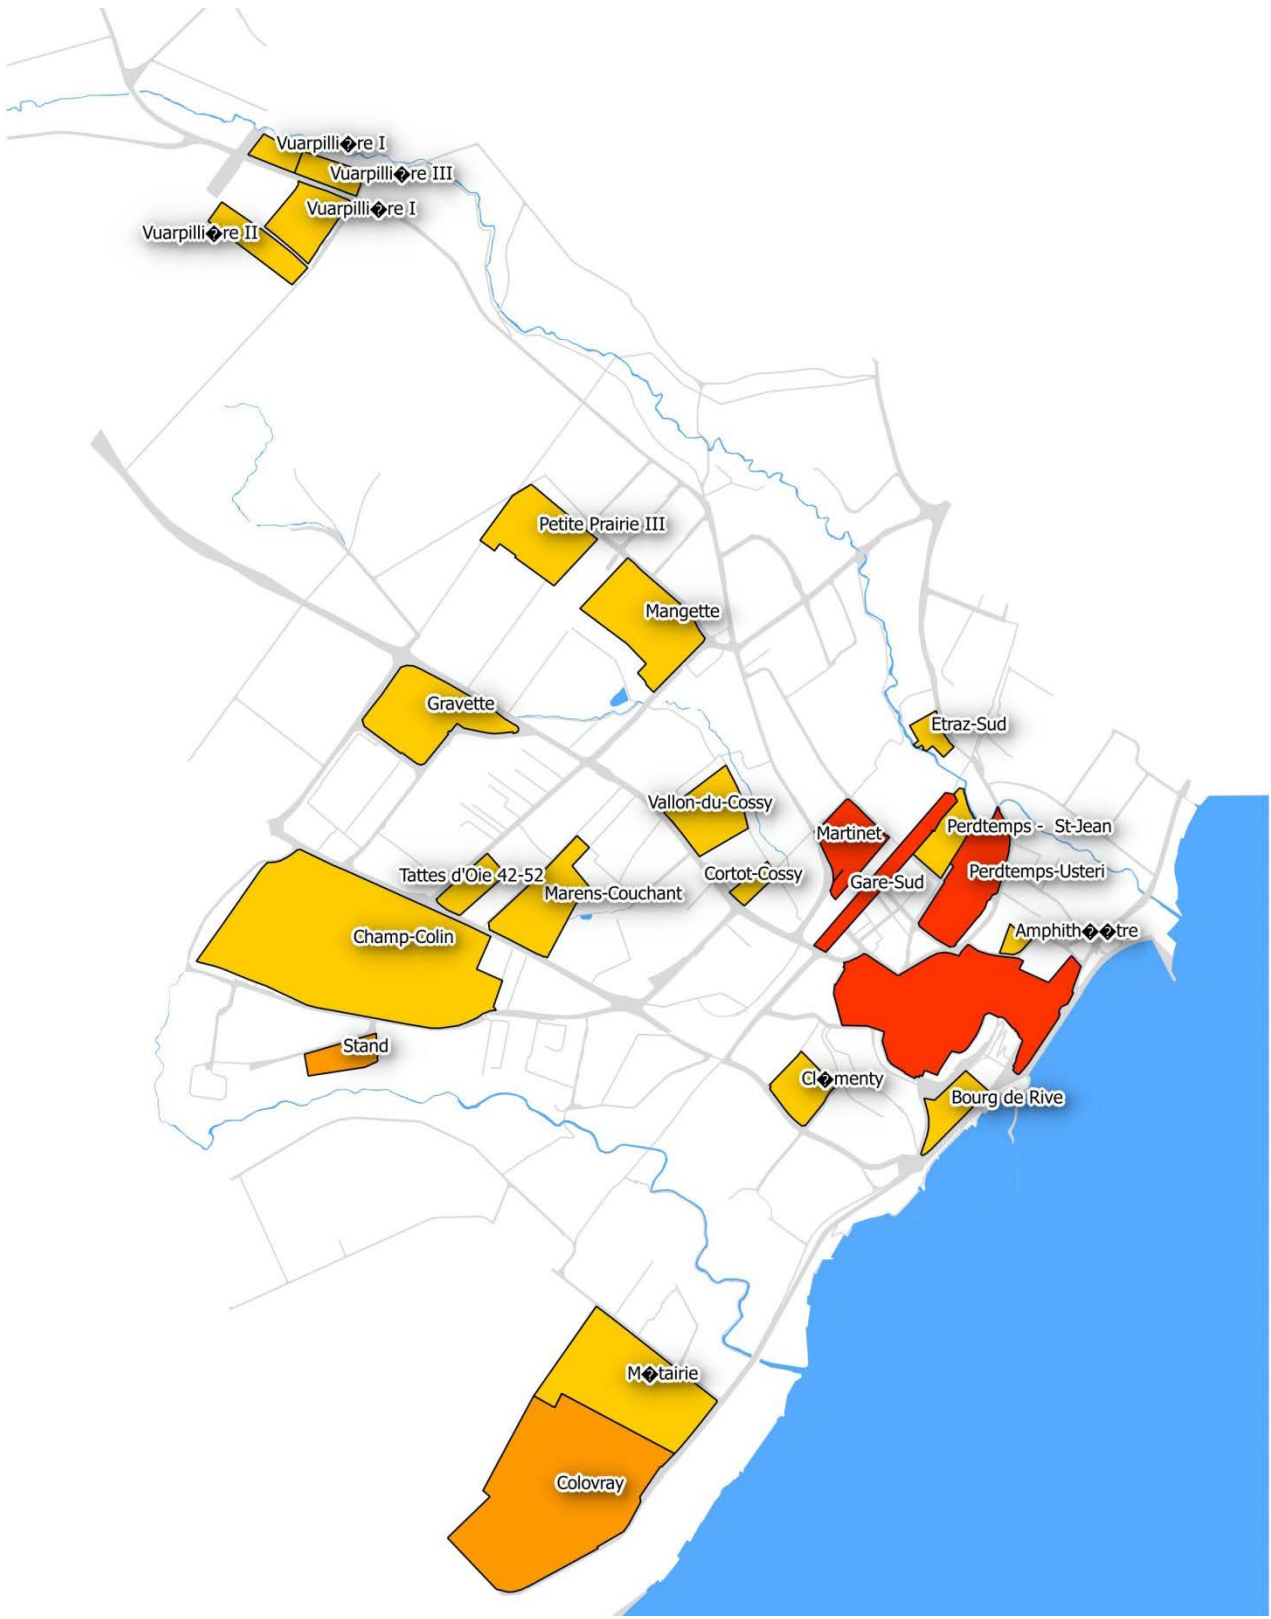 Vuarpilli�re I
Vuarpilli�re III
Vuarpilli�re I
Vuarpilli�re II
Petite Prairie III
Mangette
Gravette
Etraz-Sud
Vallon-du-Cossy
Martinet
Perdtemps - St-Jean
Perdtemps-Usteri
Gare-Sud
Cortot-Cossy
Tattes d'Oie 42-52
Marens-Couchant
Champ-Colin
Amphith��tre
Stand
Cl�menty
Bourg de Rive
M�tairie
Colovray